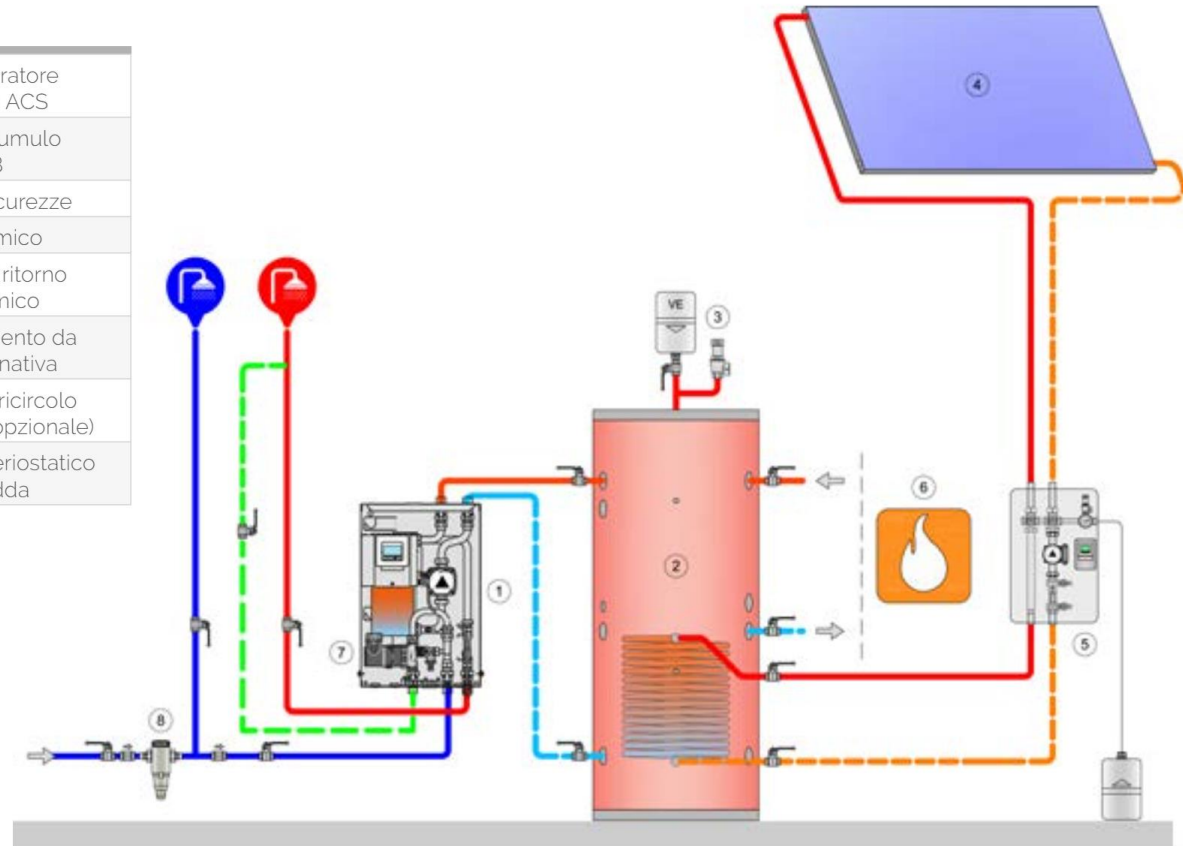 ratore
ACS
umulo
3
curezze
mico
ritorno
mico
ento da
nativa
ricircolo
opzionale)
eriostatico
dda
4
VE
3
6
2
1
5
7
8